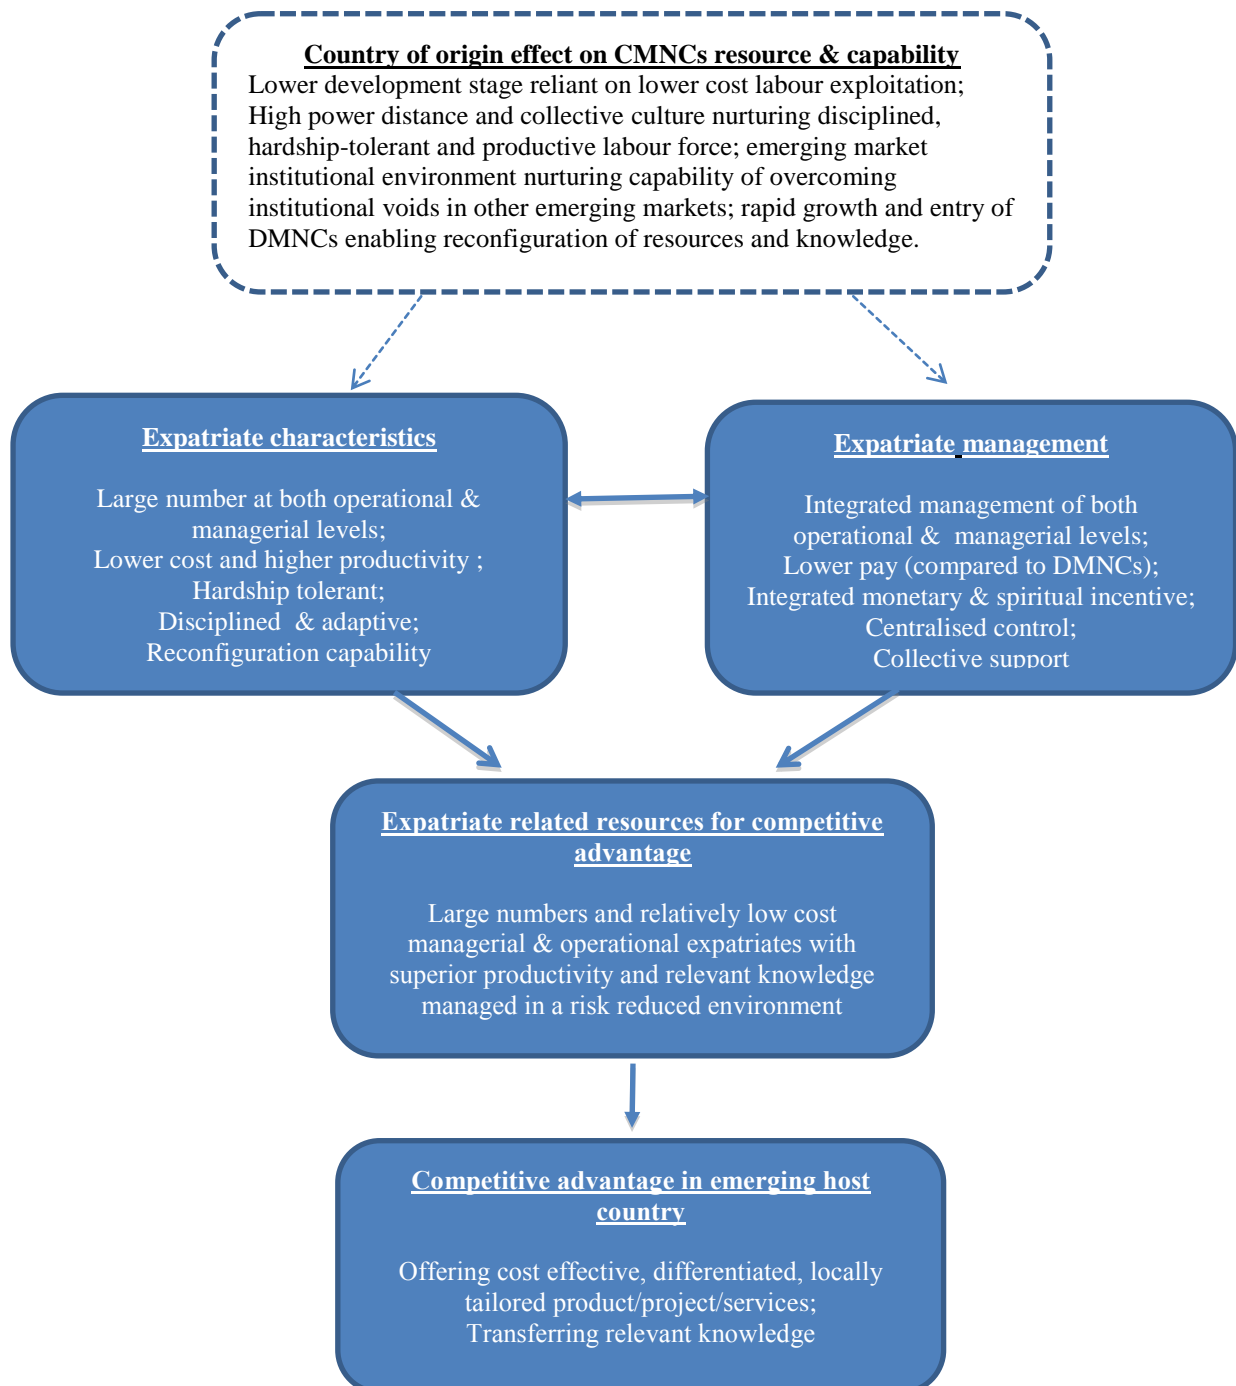 Country of origin effect on CMNCs resource & capability
Lower development stage reliant on lower cost labour exploitation;
High power distance and collective culture nurturing disciplined,
hardship-tolerant and productive labour force; emerging market
institutional environment nurturing capability of overcoming
institutional voids in other emerging markets; rapid growth and entry of
DMNCs enabling reconfiguration of resources and knowledge.
Expatriate characteristics
Large number at both operational &
managerial levels;
Lower cost and higher productivity ;
Hardship tolerant;
Disciplined & adaptive;
Reconfiguration capability
Expatriate management
Integrated management of both
operational & managerial levels;
Lower pay (compared to DMNCs);
Integrated monetary & spiritual incentive;
Centralised control;
Collective support
Expatriate related resources for competitive
advantage
Large numbers and relatively low cost
managerial & operational expatriates with
superior productivity and relevant knowledge
managed in a risk reduced environment
Competitive advantage in emerging host
country
Offering cost effective, differentiated, locally
tailored product/project/services;
Transferring relevant knowledge